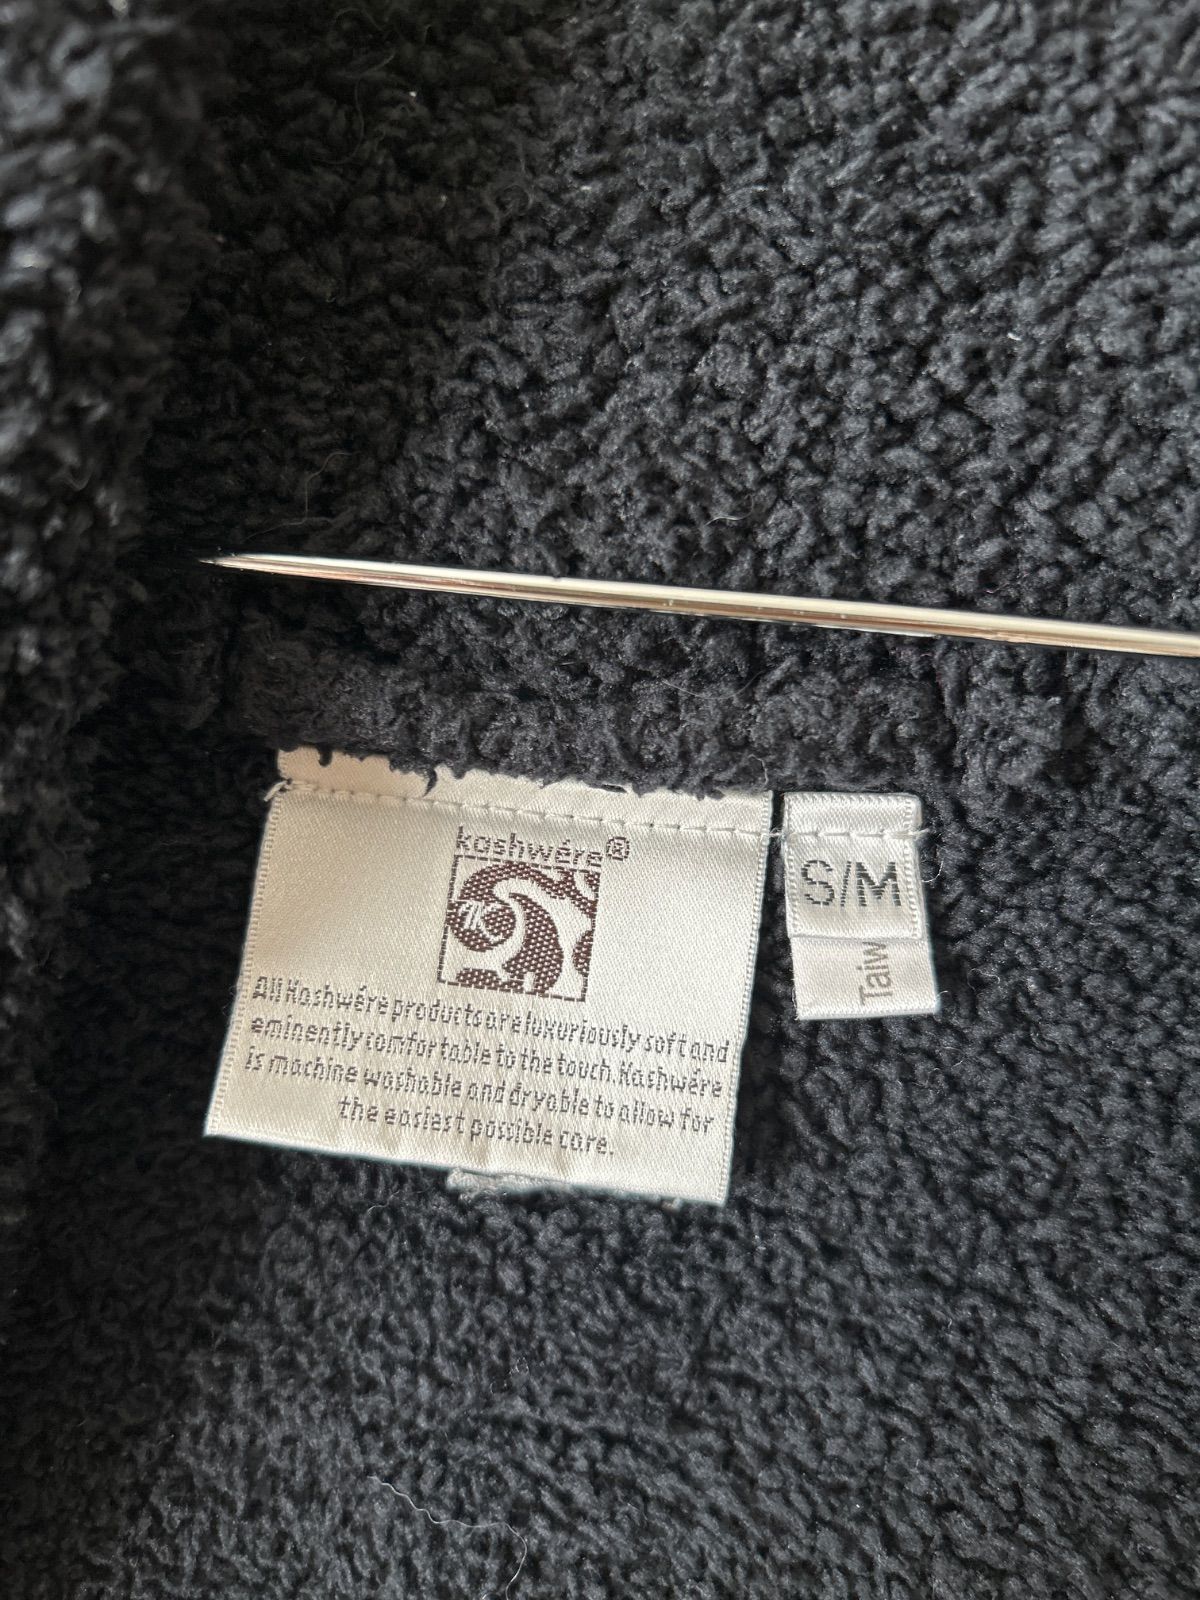 kashwére®
K
All Kashwére products are luxuriously soft and
eminently comfortable to the touch. Kashwére
is machine washable and dryable to allow for
the easiest possible care.
S/M
Taiw